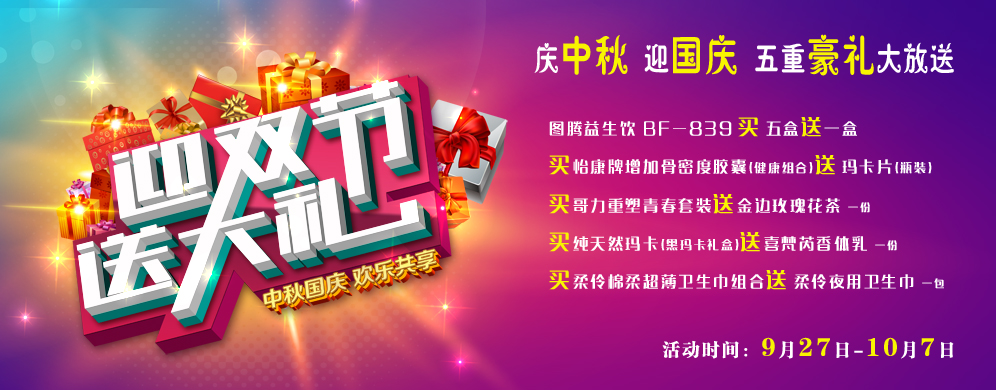 迎双节
送大礼
中秋国庆 欢乐共享
庆中秋 迎国庆 五重豪礼大放送
图腾益生饮 BF-839 买 五盒送一盒
买怡康牌增加骨密度胶囊(健康组合)送 玛卡片(瓶装)
买哥力重塑青春套装送金边玫瑰花茶 一份
买纯天然玛卡(黑玛卡礼盒)送喜梵芮香体乳 一份
买柔伶棉柔超薄卫生巾组合送 柔伶夜用卫生巾 一包
活动时间：9月27日-10月7日